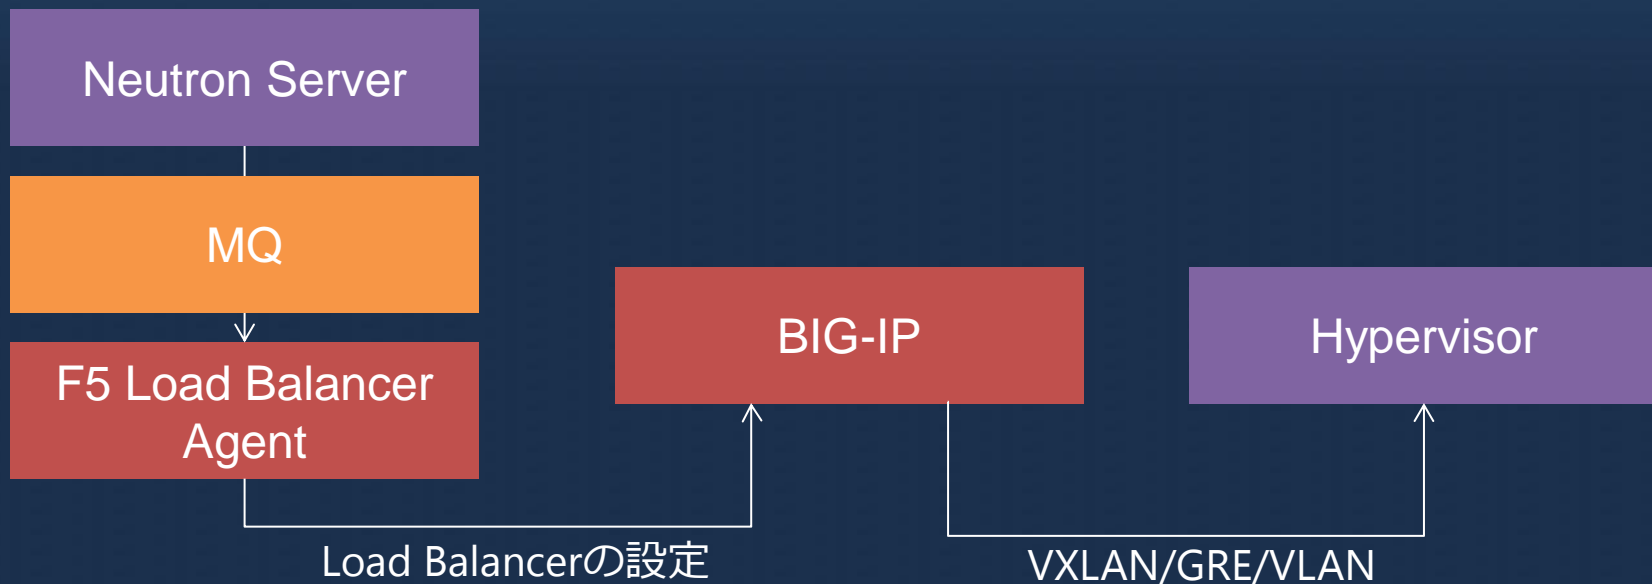 Neutron Server
MQ
F5 Load Balancer
Agent
BIG-IP
Hypervisor
Load Balancerの設定
VXLAN/GRE/VLAN